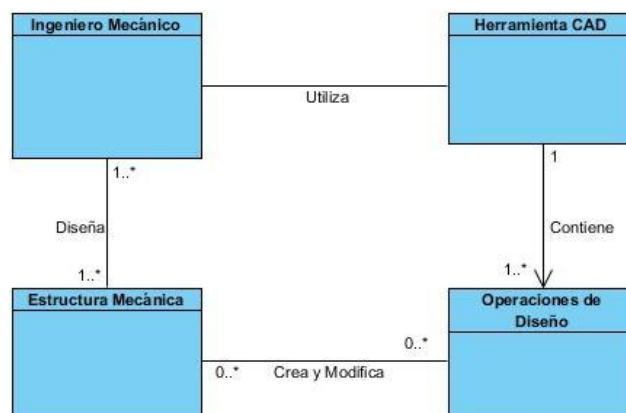 Ingeniero Mecánico
Herramienta CAD
Utiliza
1..*
1
Diseña
Contiene
1..*
1..*
Estructura Mecánica
Operaciones de
Diseño
0..*
0..*
Crea y Modifica